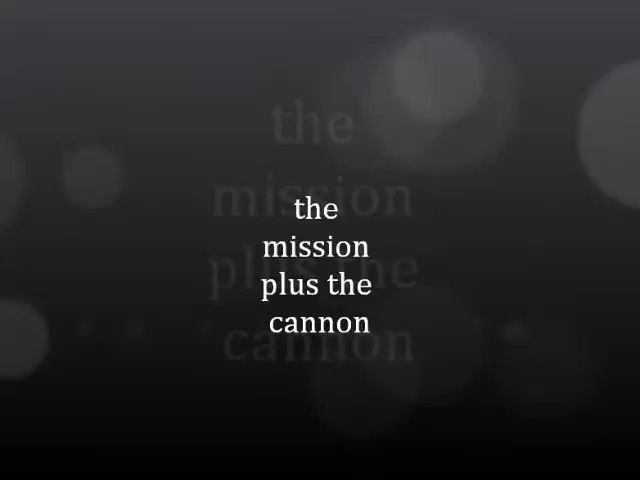 the
mission
plus the
cannon